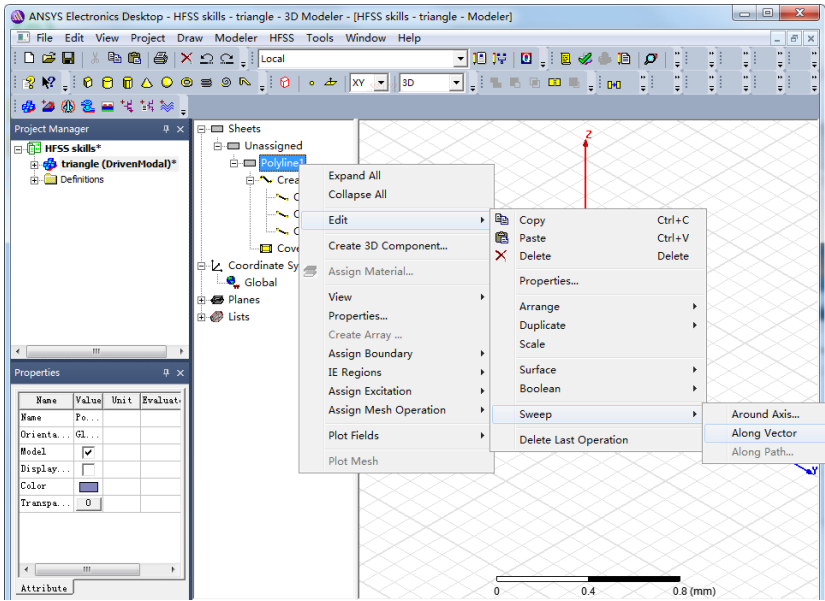 ANSYS Electronics Desktop - HFSS skills - triangle - 3D Modeler - [HFSS skills - triangle - Modeler]
File Edit View Project Draw Modeler HFSS Tools Window Help
Local
XY 3D
Project Manager
HFSS skills*
triangle (DrivenModal)*
Definitions
Sheets
Unassigned
Polyline1
Crea
C
C
C
Cove
Coordinate Sy
Global
Planes
Lists
Z
Expand All
Collapse All
Edit
Create 3D Component...
Assign Material...
View
Properties...
Create Array ...
Assign Boundary
IE Regions
Assign Excitation
Assign Mesh Operation
Plot Fields
Plot Mesh
Copy Ctrl+C
Paste Ctrl+V
Delete Delete
Properties...
Arrange
Duplicate
Scale
Surface
Boolean
Sweep
Delete Last Operation
Around Axis...
Along Vector
Along Path...
Y
Properties
Name Value Unit Evaluate
Name Po...
Orienta... Gl...
Model
Display...
Color
Transpa... 0
Attribute
0 0.4 0.8 (mm)